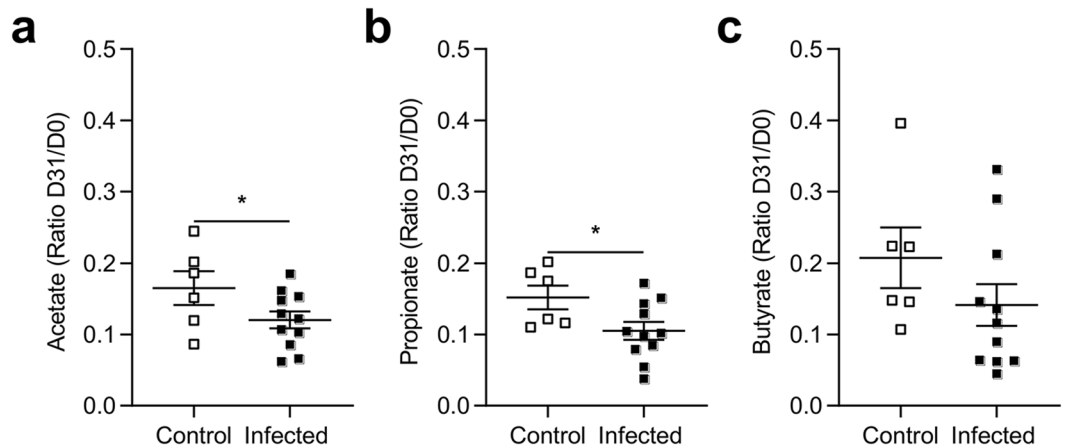 a
Acetate (Ratio D31/D0)
0.5
0.4
0.3
0.2
0.1
0.0
*
Control Infected
b
Propionate (Ratio D31/D0)
0.5
0.4
0.3
0.2
0.1
0.0
*
Control Infected
c
Butyrate (Ratio D31/D0)
0.5
0.4
0.3
0.2
0.1
0.0
Control Infected